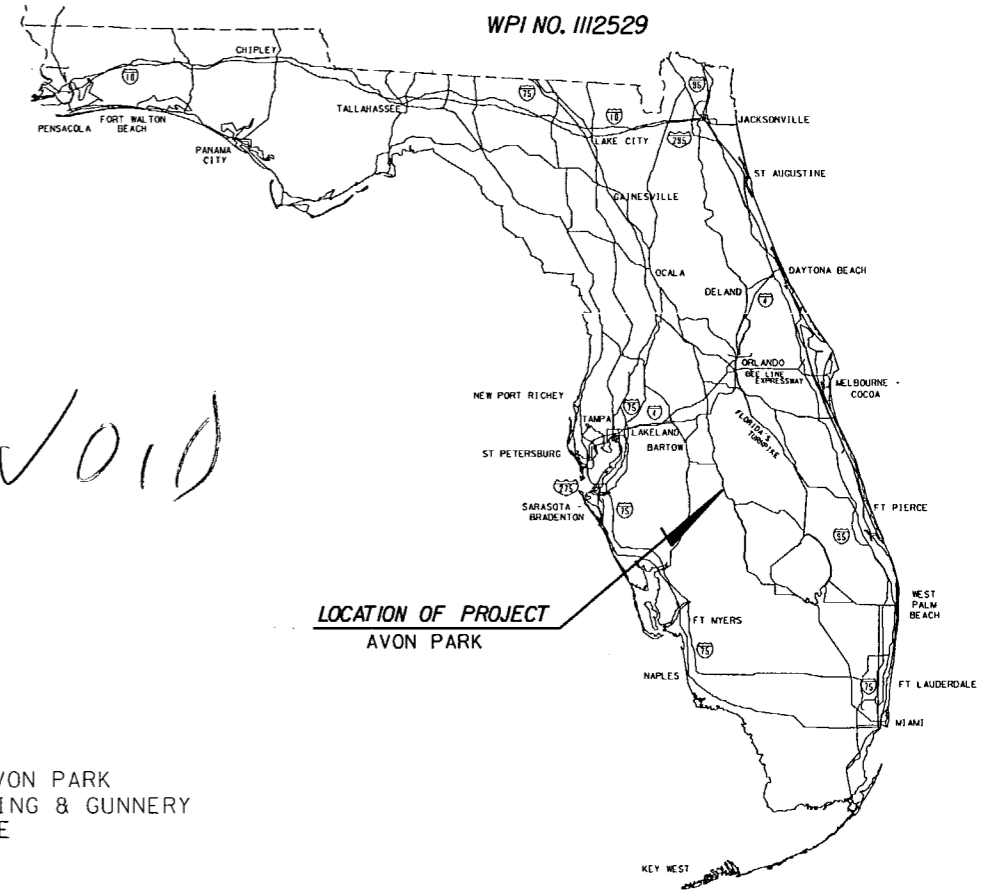 WPI NO. 1112529
CHIPLEY
10
PENSACOLA
FORT WALTON
BEACH
PANAMA
CITY
TALLAHASSEE
75
10
95
LAKE CITY
295
JACKSONVILLE
ST AUGUSTINE
GAINESVILLE
OCALA
DAYTONA BEACH
DELAND
4
ORLANDO
BEE LINE
EXPRESSWAY
MELBOURNE -
COCOA
NEW PORT RICHEY
75
4
TAMPA
LAKELAND
BARTOW
FLORIDA'S
TURNPIKE
ST PETERSBURG
275
SARASOTA -
BRADENTON
75
FT PIERCE
95
VOID
WEST
PALM
BEACH
LOCATION OF PROJECT
AVON PARK
FT MYERS
75
NAPLES
75
FT LAUDERDALE
MIAMI
VON PARK
ING & GUNNERY
E
KEY WEST